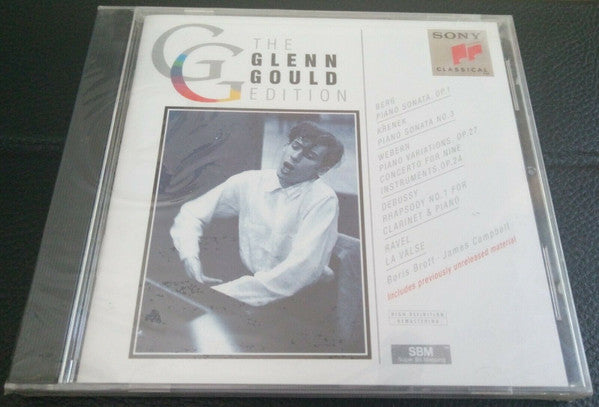 GG
THE
GLENN
GOULD
EDITION
SONY
CLASSICAL
BERG
PIANO SONATA, OP.1
KŘENEK
PIANO SONATA NO.3
WEBERN
PIANO VARIATIONS, OP.27
CONCERTO FOR NINE
INSTRUMENTS OP.24
DEBUSSY
RHAPSODY NO.1 FOR
CLARINET & PIANO
RAVEL
LA VALSE
Boris Brott · James Campbell
Includes previously unreleased material
HIGH DEFINITION
REMASTERING
SBM
Super Bit Mapping